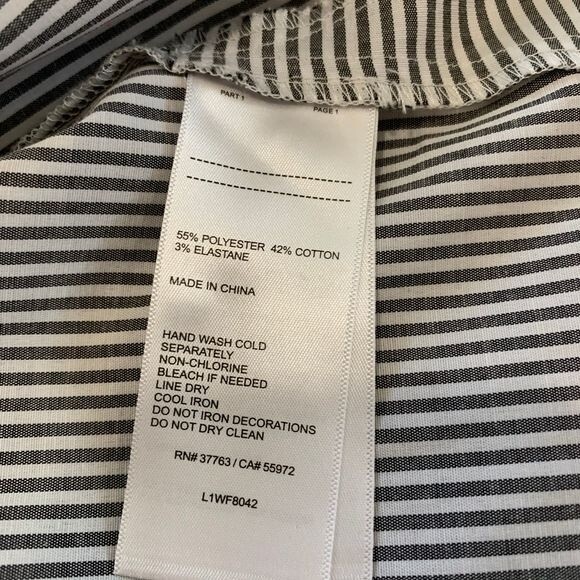 PART 1 PAGE 1
55% POLYESTER 42% COTTON
3% ELASTANE
MADE IN CHINA
HAND WASH COLD
SEPARATELY
NON-CHLORINE
BLEACH IF NEEDED
LINE DRY
COOL IRON
DO NOT IRON DECORATIONS
DO NOT DRY CLEAN
RN# 37763 / CA# 55972
L1WF8042